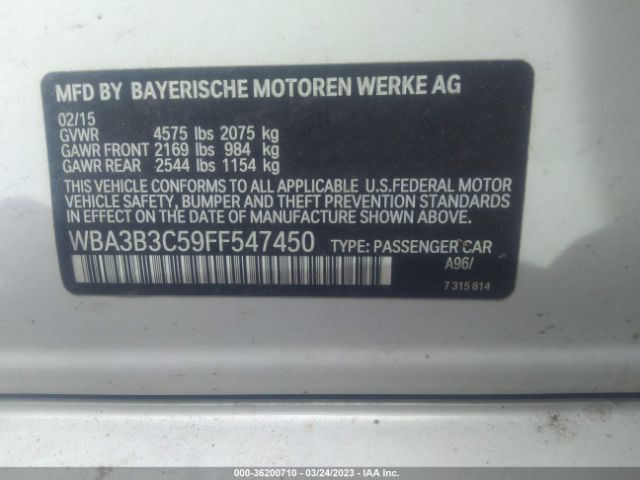 MFD BY BAYERISCHE MOTOREN WERKE AG
02/15
GVWR 4575 lbs 2075 kg
GAWR FRONT 2169 lbs 984 kg
GAWR REAR 2544 lbs 1154 kg
THIS VEHICLE CONFORMS TO ALL APPLICABLE U.S.FEDERAL MOTOR
VEHICLE SAFETY, BUMPER AND THEFT PREVENTION STANDARDS IN
EFFECT ON THE DATE OF MANUFACTURE SHOWN ABOVE.
WBA3B3C59FF547450 TYPE: PASSENGER CAR
A96/
7 315 814
000-36200710 - 03/24/2023 - IAA Inc.